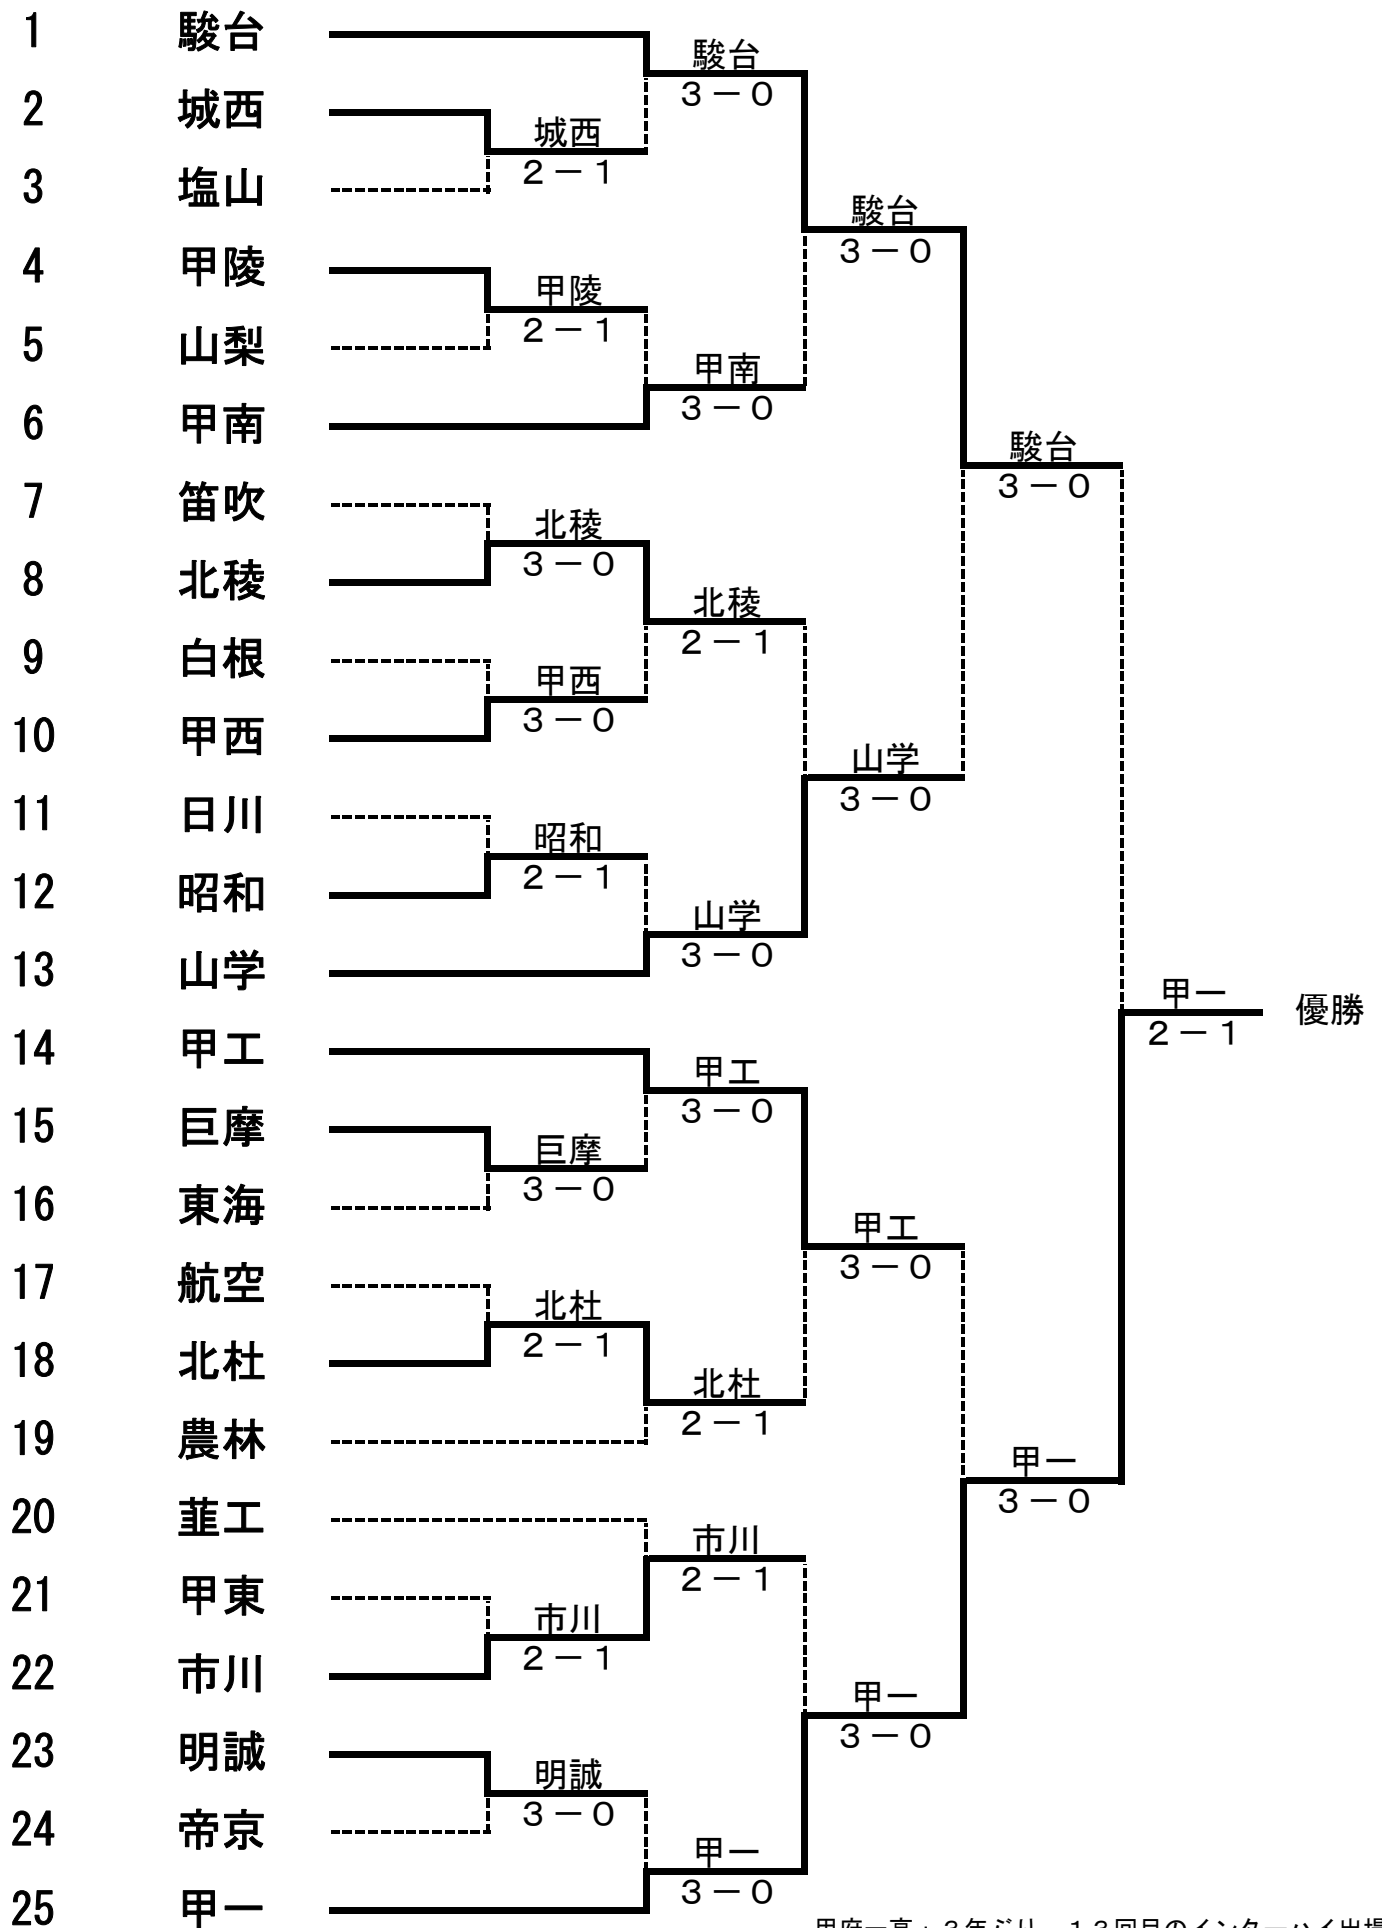 1 駿台
駿台
3－0
2 城西
城西
2－1
3 塩山
駿台
3－0
4 甲陵
甲陵
2－1
5 山梨
甲南
3－0
6 甲南
駿台
3－0
7 笛吹
北稜
3－0
8 北稜
北稜
2－1
9 白根
甲西
3－0
10 甲西
山学
3－0
11 日川
昭和
2－1
12 昭和
山学
3－0
13 山学
甲一 優勝
2－1
14 甲工
甲工
3－0
15 巨摩
巨摩
3－0
16 東海
甲工
3－0
17 航空
北杜
2－1
18 北杜
北杜
2－1
19 農林
甲一
3－0
20 韮工
市川
2－1
21 甲東
市川
2－1
22 市川
甲一
3－0
23 明誠
明誠
3－0
24 帝京
甲一
3－0
25 甲一